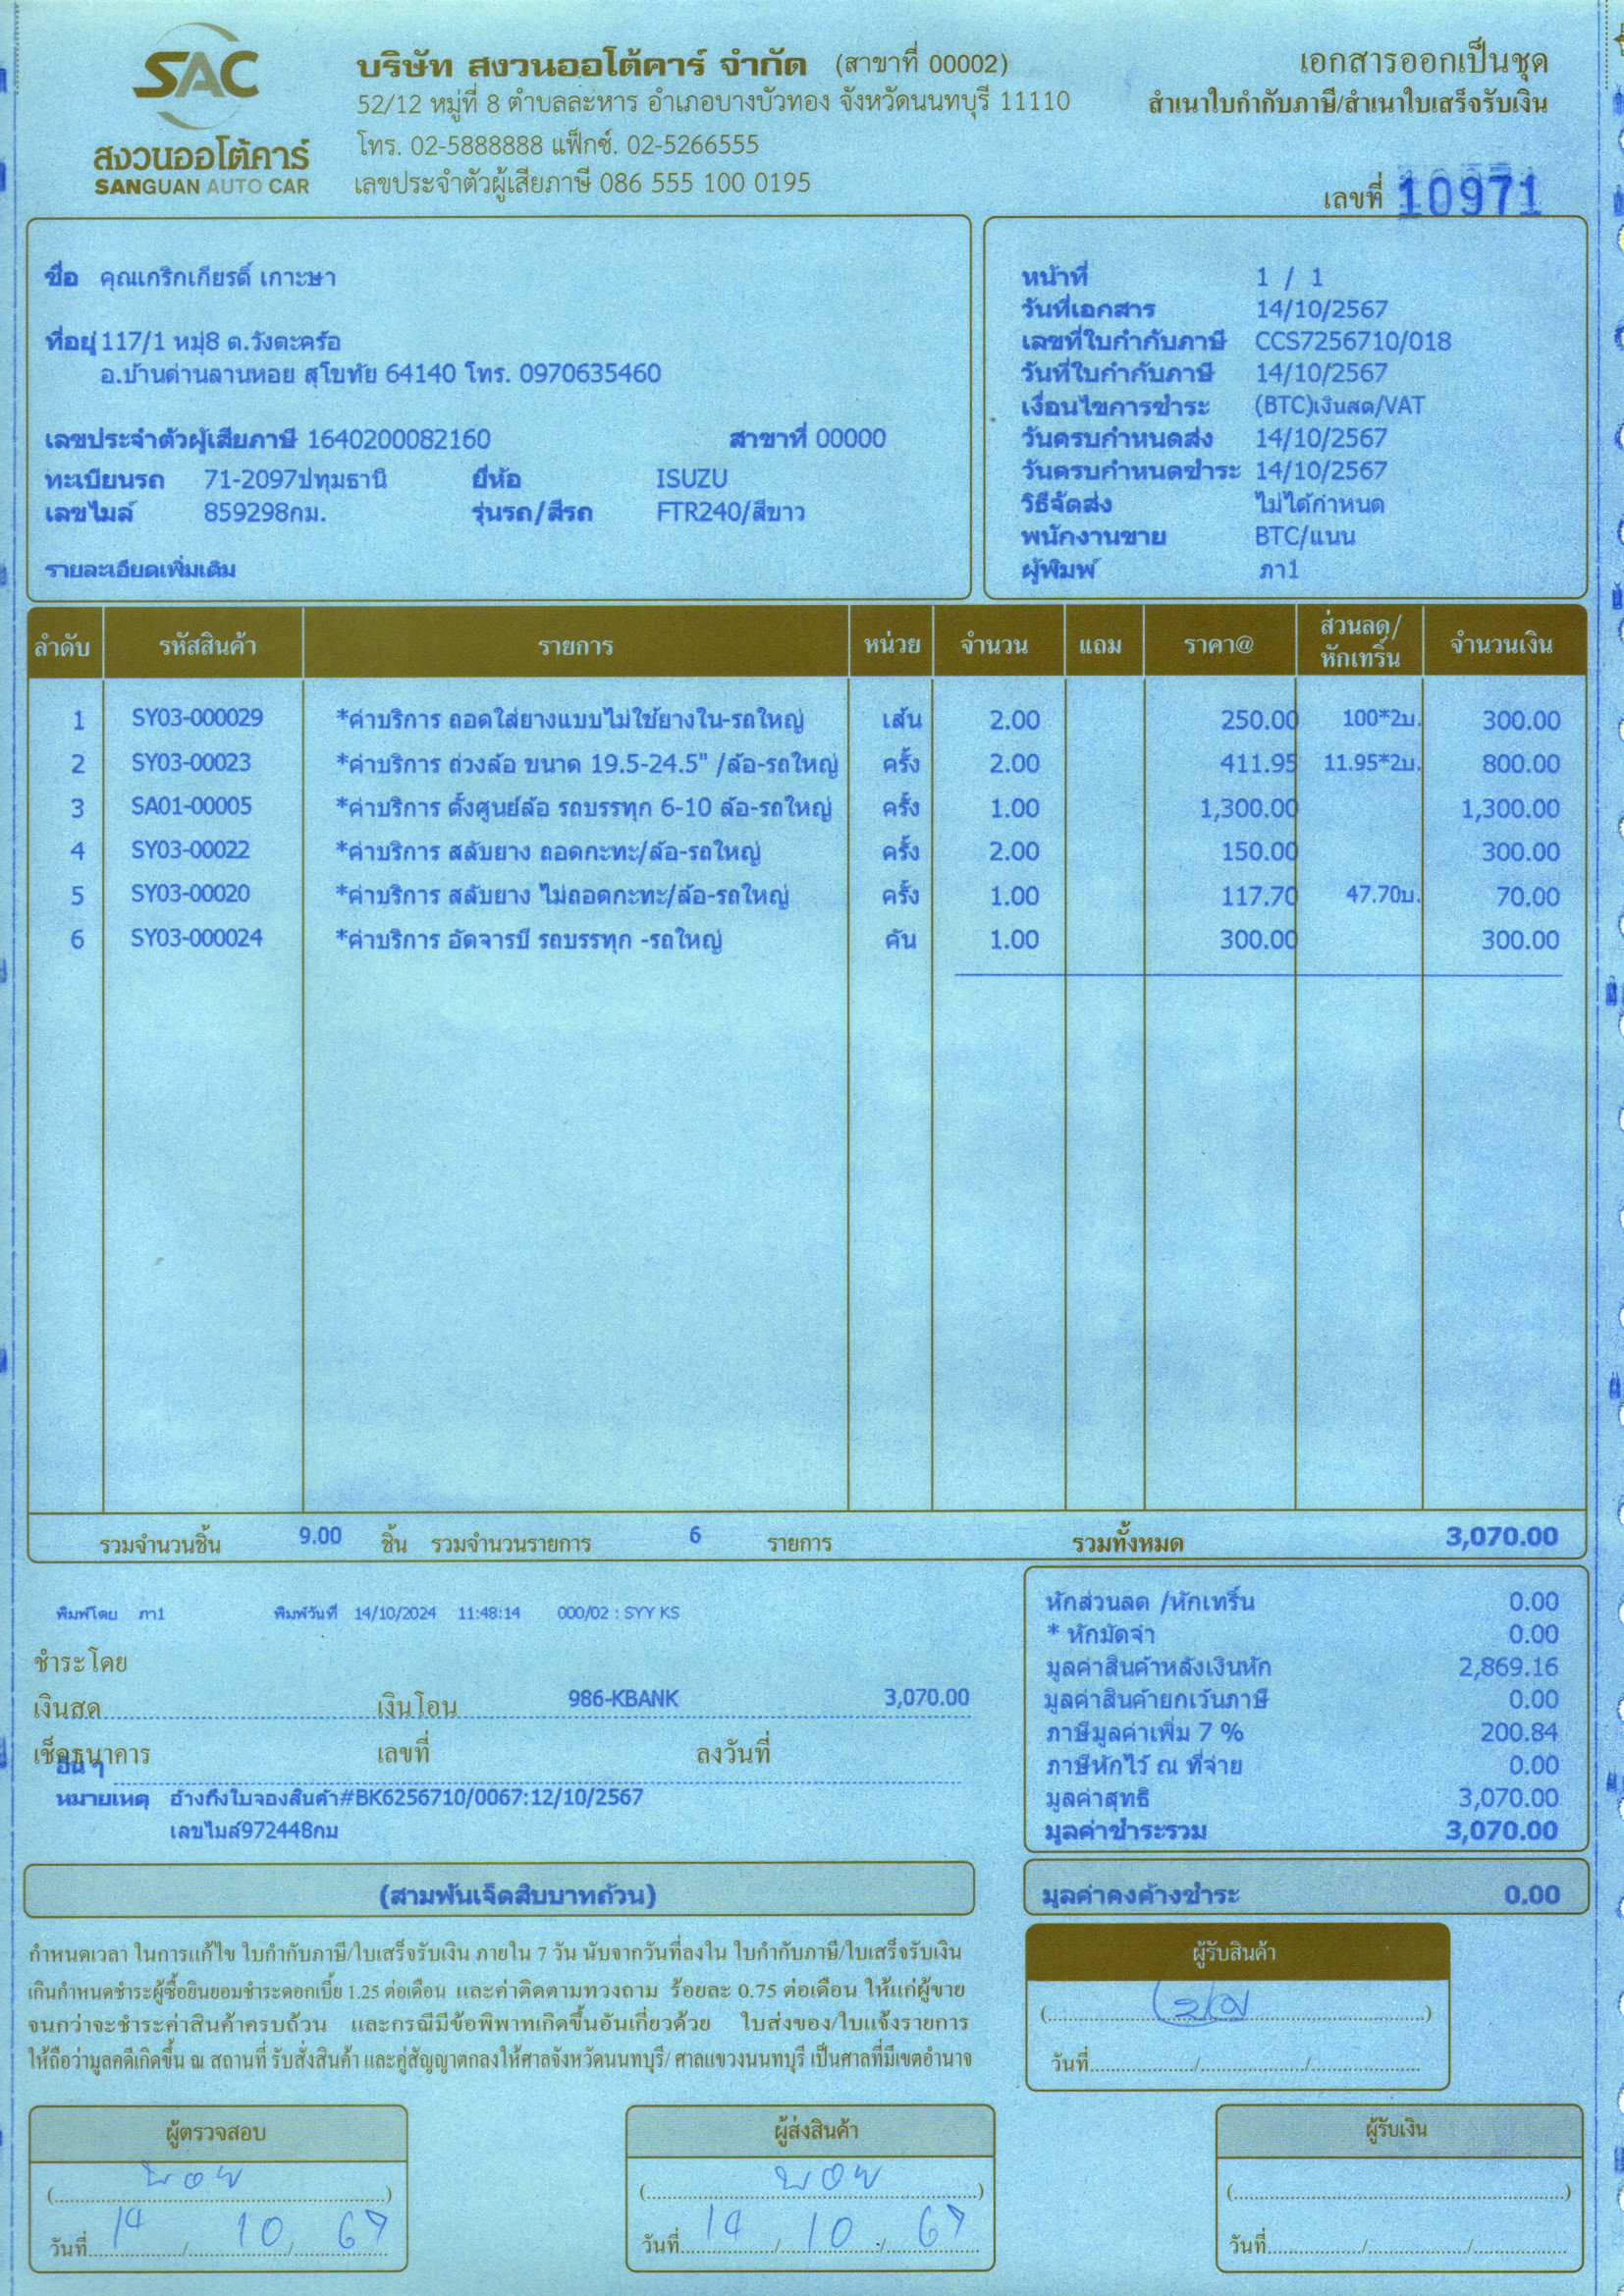 SAC
สงวนออโต้คาร์
SANGUAN AUTO CAR
บริษัท สงวนออโต้คาร์ จำกัด (สาขาที่ 00002)
52/12 หมู่ที่ 8 ตำบลละหาร อำเภอบางบัวทอง จังหวัดนนทบุรี 11110
โทร. 02-5888888 แฟ็กซ์. 02-5266555
เลขประจำตัวผู้เสียภาษี 086 555 100 0195
เอกสารออกเป็นชุด
สำเนาใบกำกับภาษี/สำเนาใบเสร็จรับเงิน
เลขที่ 10971
ชื่อ คุณเกริกเกียรติ์ เกาะษา
ที่อยู่ 117/1 หมุ่8 ต.วังตะคร้อ
อ.บ้านด่านลานหอย สุโขทัย 64140 โทร. 0970635460
เลขประจำตัวผู้เสียภาษี 1640200082160 สาขาที่ 00000
ทะเบียนรถ 71-2097ปทุมธานี ยี่ห้อ ISUZU
เลขไมล์ 859298กม. รุ่นรถ/สีรถ FTR240/สีขาว
รายละเอียดเพิ่มเติม
หน้าที่ 1 / 1
วันที่เอกสาร 14/10/2567
เลขที่ใบกำกับภาษี CCS7256710/018
วันที่ใบกำกับภาษี 14/10/2567
เงื่อนไขการชำระ (BTC)เงินสด/VAT
วันครบกำหนดส่ง 14/10/2567
วันครบกำหนดชำระ 14/10/2567
วิธีจัดส่ง ไม่ได้กำหนด
พนักงานขาย BTC/แนน
ผู้พิมพ์ ภา1
ลำดับ รหัสสินค้า รายการ หน่วย จำนวน แถม ราคา@ ส่วนลด/หักเทริ์น จำนวนเงิน
1 SY03-000029 *ค่าบริการ ถอดใส่ยางแบบไม่ใช้ยางใน-รถใหญ่ เส้น 2.00 250.00 100*2บ. 300.00
2 SY03-00023 *ค่าบริการ ถ่วงล้อ ขนาด 19.5-24.5" /ล้อ-รถใหญ่ ครั้ง 2.00 411.95 11.95*2บ. 800.00
3 SA01-00005 *ค่าบริการ ตั้งศูนย์ล้อ รถบรรทุก 6-10 ล้อ-รถใหญ่ ครั้ง 1.00 1,300.00 1,300.00
4 SY03-00022 *ค่าบริการ สลับยาง ถอดกะทะ/ล้อ-รถใหญ่ ครั้ง 2.00 150.00 300.00
5 SY03-00020 *ค่าบริการ สลับยาง ไม่ถอดกะทะ/ล้อ-รถใหญ่ ครั้ง 1.00 117.70 47.70บ. 70.00
6 SY03-000024 *ค่าบริการ อัดจารบี รถบรรทุก -รถใหญ่ คัน 1.00 300.00 300.00
รวมจำนวนชิ้น 9.00 ชิ้น รวมจำนวนรายการ 6 รายการ รวมทั้งหมด 3,070.00
พิมพ์โดย ภา1 พิมพ์วันที่ 14/10/2024 11:48:14 000/02 : SYY KS
ชำระโดย
เงินสด เงินโอน 986-KBANK 3,070.00
เช็คธนาคาร เลขที่ ลงวันที่
อื่น ๆ
หมายเหตุ อ้างถึงใบจองสินค้า#BK6256710/0067:12/10/2567
เลขไมล์972448กม
หักส่วนลด /หักเทริ์น 0.00
* หักมัดจำ 0.00
มูลค่าสินค้าหลังเงินหัก 2,869.16
มูลค่าสินค้ายกเว้นภาษี 0.00
ภาษีมูลค่าเพิ่ม 7 % 200.84
ภาษีหักไว้ ณ ที่จ่าย 0.00
มูลค่าสุทธิ 3,070.00
มูลค่าชำระรวม 3,070.00
(สามพันเจ็ดสิบบาทถ้วน)
มูลค่าคงค้างชำระ 0.00
กำหนดเวลา ในการแก้ไข ใบกำกับภาษี/ใบเสร็จรับเงิน ภายใน 7 วัน นับจากวันที่ลงใน ใบกำกับภาษี/ใบเสร็จรับเงิน
เกินกำหนดชำระผู้ซื้อยินยอมชำระดอกเบี้ย 1.25 ต่อเดือน และค่าติดตามทวงถาม ร้อยละ 0.75 ต่อเดือน ให้แก่ผู้ขาย
จนกว่าจะชำระค่าสินค้าครบถ้วน และกรณีมีข้อพิพาทเกิดขึ้นอันเกี่ยวด้วย ใบส่งของ/ใบแจ้งรายการ
ให้ถือว่ามูลคดีเกิดขึ้น ณ สถานที่ รับสั่งสินค้า และคู่สัญญาตกลงให้ศาลจังหวัดนนทบุรี/ ศาลแขวงนนทบุรี เป็นศาลที่มีเขตอำนาจ
ผู้รับสินค้า
วันที่
ผู้ตรวจสอบ
วันที่ 14 / 10 / 67
ผู้ส่งสินค้า
วันที่ 14 / 10 / 67
ผู้รับเงิน
วันที่